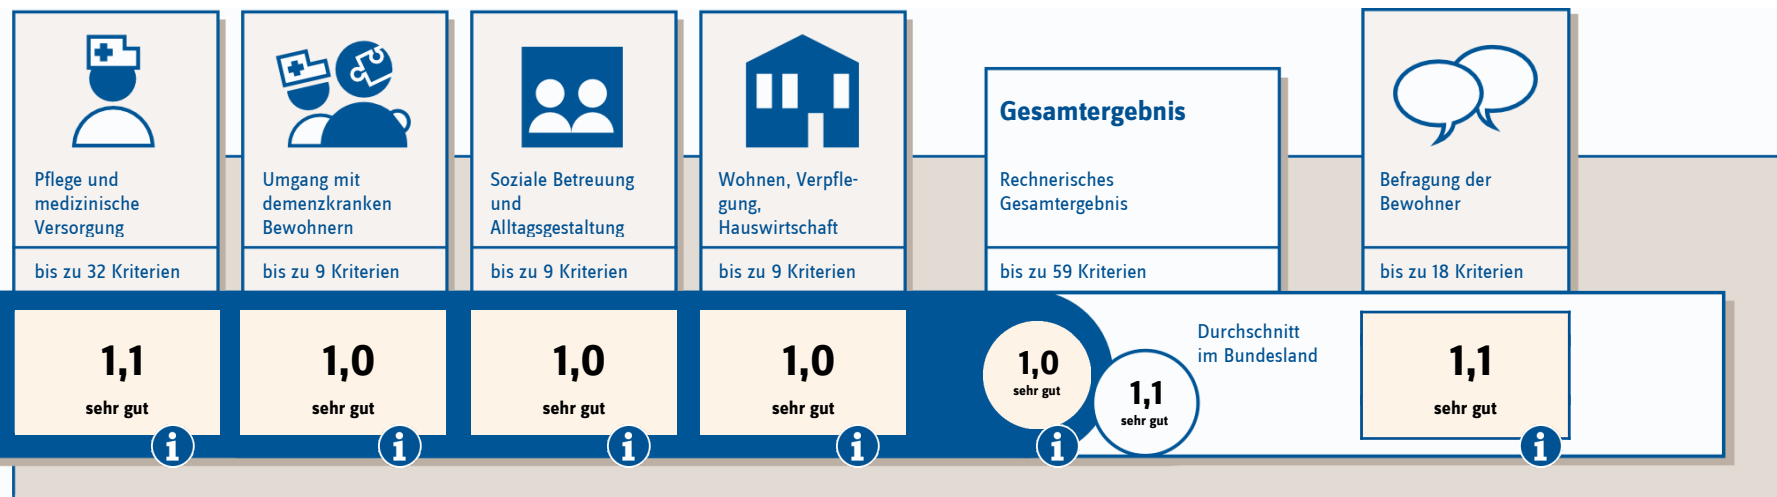 Pflege und
medizinische
Versorgung
bis zu 32 Kriterien
1,1
sehr gut
Umgang mit
demenzkranken
Bewohnern
bis zu 9 Kriterien
1,0
sehr gut
Soziale Betreuung
und
Alltagsgestaltung
bis zu 9 Kriterien
1,0
sehr gut
Wohnen, Verpfle-
gung,
Hauswirtschaft
bis zu 9 Kriterien
1,0
sehr gut
Gesamtergebnis
Rechnerisches
Gesamtergebnis
bis zu 59 Kriterien
1,0
sehr gut
1,1
sehr gut
Durchschnitt
im Bundesland
Befragung der
Bewohner
bis zu 18 Kriterien
1,1
sehr gut